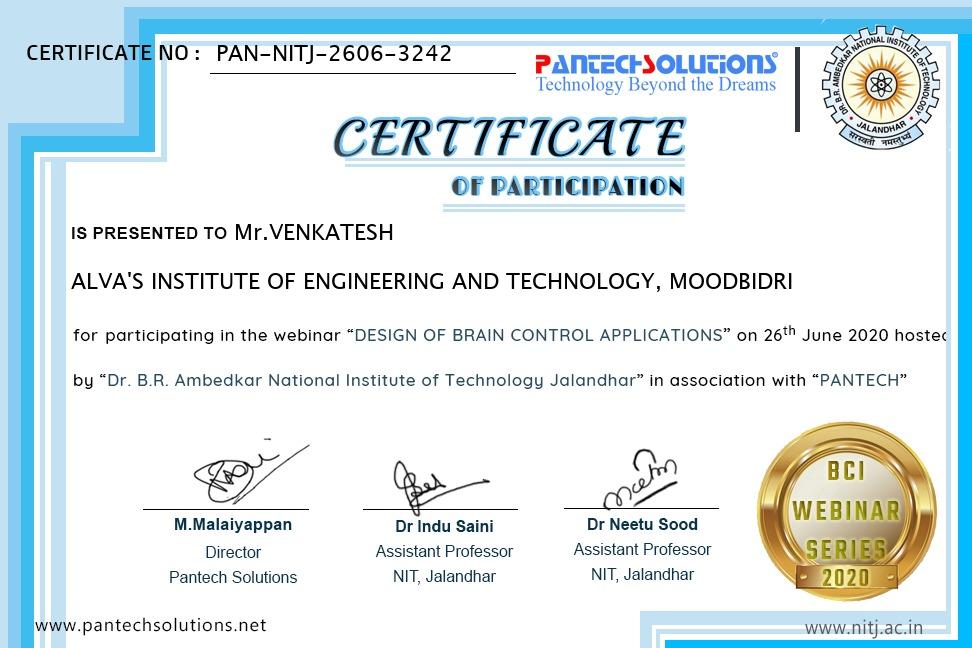 CERTIFICATE NO : PAN-NITJ-2606-3242
PANTECHSOLUTIONS®
Technology Beyond the Dreams
DR B.R. AMBEDKAR NATIONAL INSTITUTE OF TECHNOLOGY
JALANDHAR
सरस्वती नमस्तुभ्यं
CERTIFICATE
OF PARTICIPATION
IS PRESENTED TO Mr.VENKATESH
ALVA'S INSTITUTE OF ENGINEERING AND TECHNOLOGY, MOODBIDRI
for participating in the webinar “DESIGN OF BRAIN CONTROL APPLICATIONS” on 26th June 2020 hosted
by “Dr. B.R. Ambedkar National Institute of Technology Jalandhar” in association with “PANTECH”
M.Malaiyappan
Director
Pantech Solutions
Dr Indu Saini
Assistant Professor
NIT, Jalandhar
Dr Neetu Sood
Assistant Professor
NIT, Jalandhar
BCI
WEBINAR
SERIES
2020
www.pantechsolutions.net
www.nitj.ac.in